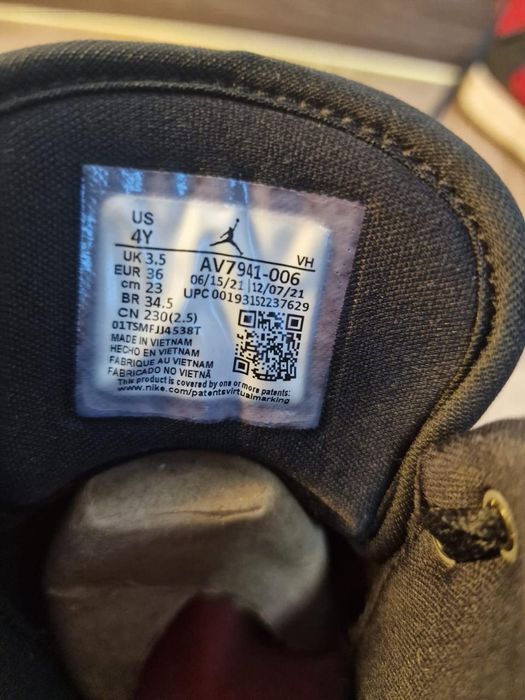 US
4Y
VH
UK 3.5
EUR 36
cm 23
BR 34.5
CN 230(2.5)
AV7941-006
06/15/21 12/07/21
UPC 00193152237629
01TSMFJJ4538T
MADE IN VIETNAM
HECHO EN VIETNAM
FABRIQUE AU VIETNAM
FABRICADO NO VIETNÃ
This product is covered by one or more patents:
www.nike.com/patentsvirtualmarking